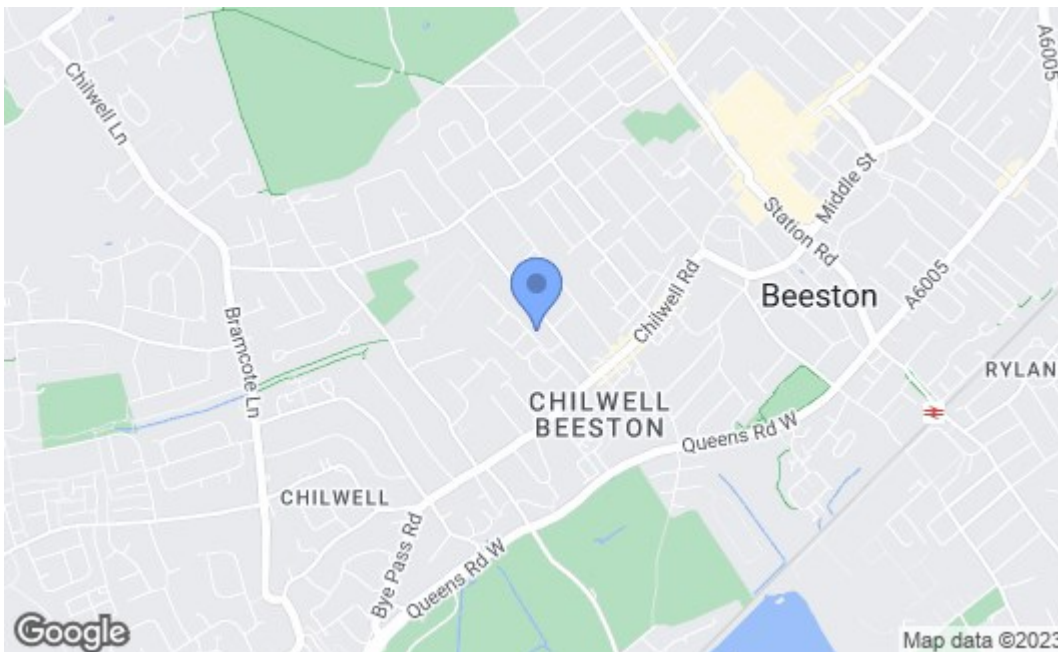 A6005
Chilwell Ln
Middle St
Station Rd
A6005
Chilwell Rd
Beeston
Bramcote Ln
RYLAN
CHILWELL
BEESTON
Queens Rd W
CHILWELL
Bye Pass Rd
Queens Rd W
Google
Map data ©2023